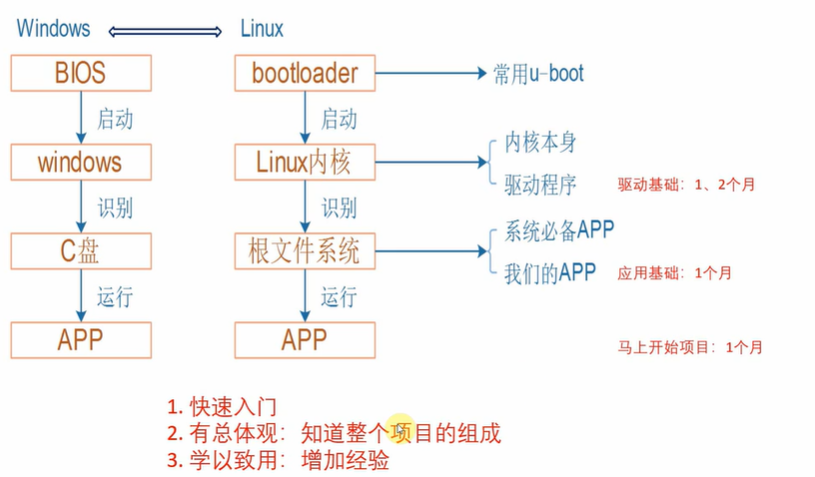 Windows Linux
BIOS bootloader 常用u-boot
启动 启动
windows Linux内核 内核本身
驱动程序 驱动基础：1、2个月
识别 识别
C盘 根文件系统 系统必备APP
我们的APP 应用基础：1个月
运行 运行
APP APP 马上开始项目：1个月
1. 快速入门
2. 有总体观：知道整个项目的组成
3. 学以致用：增加经验